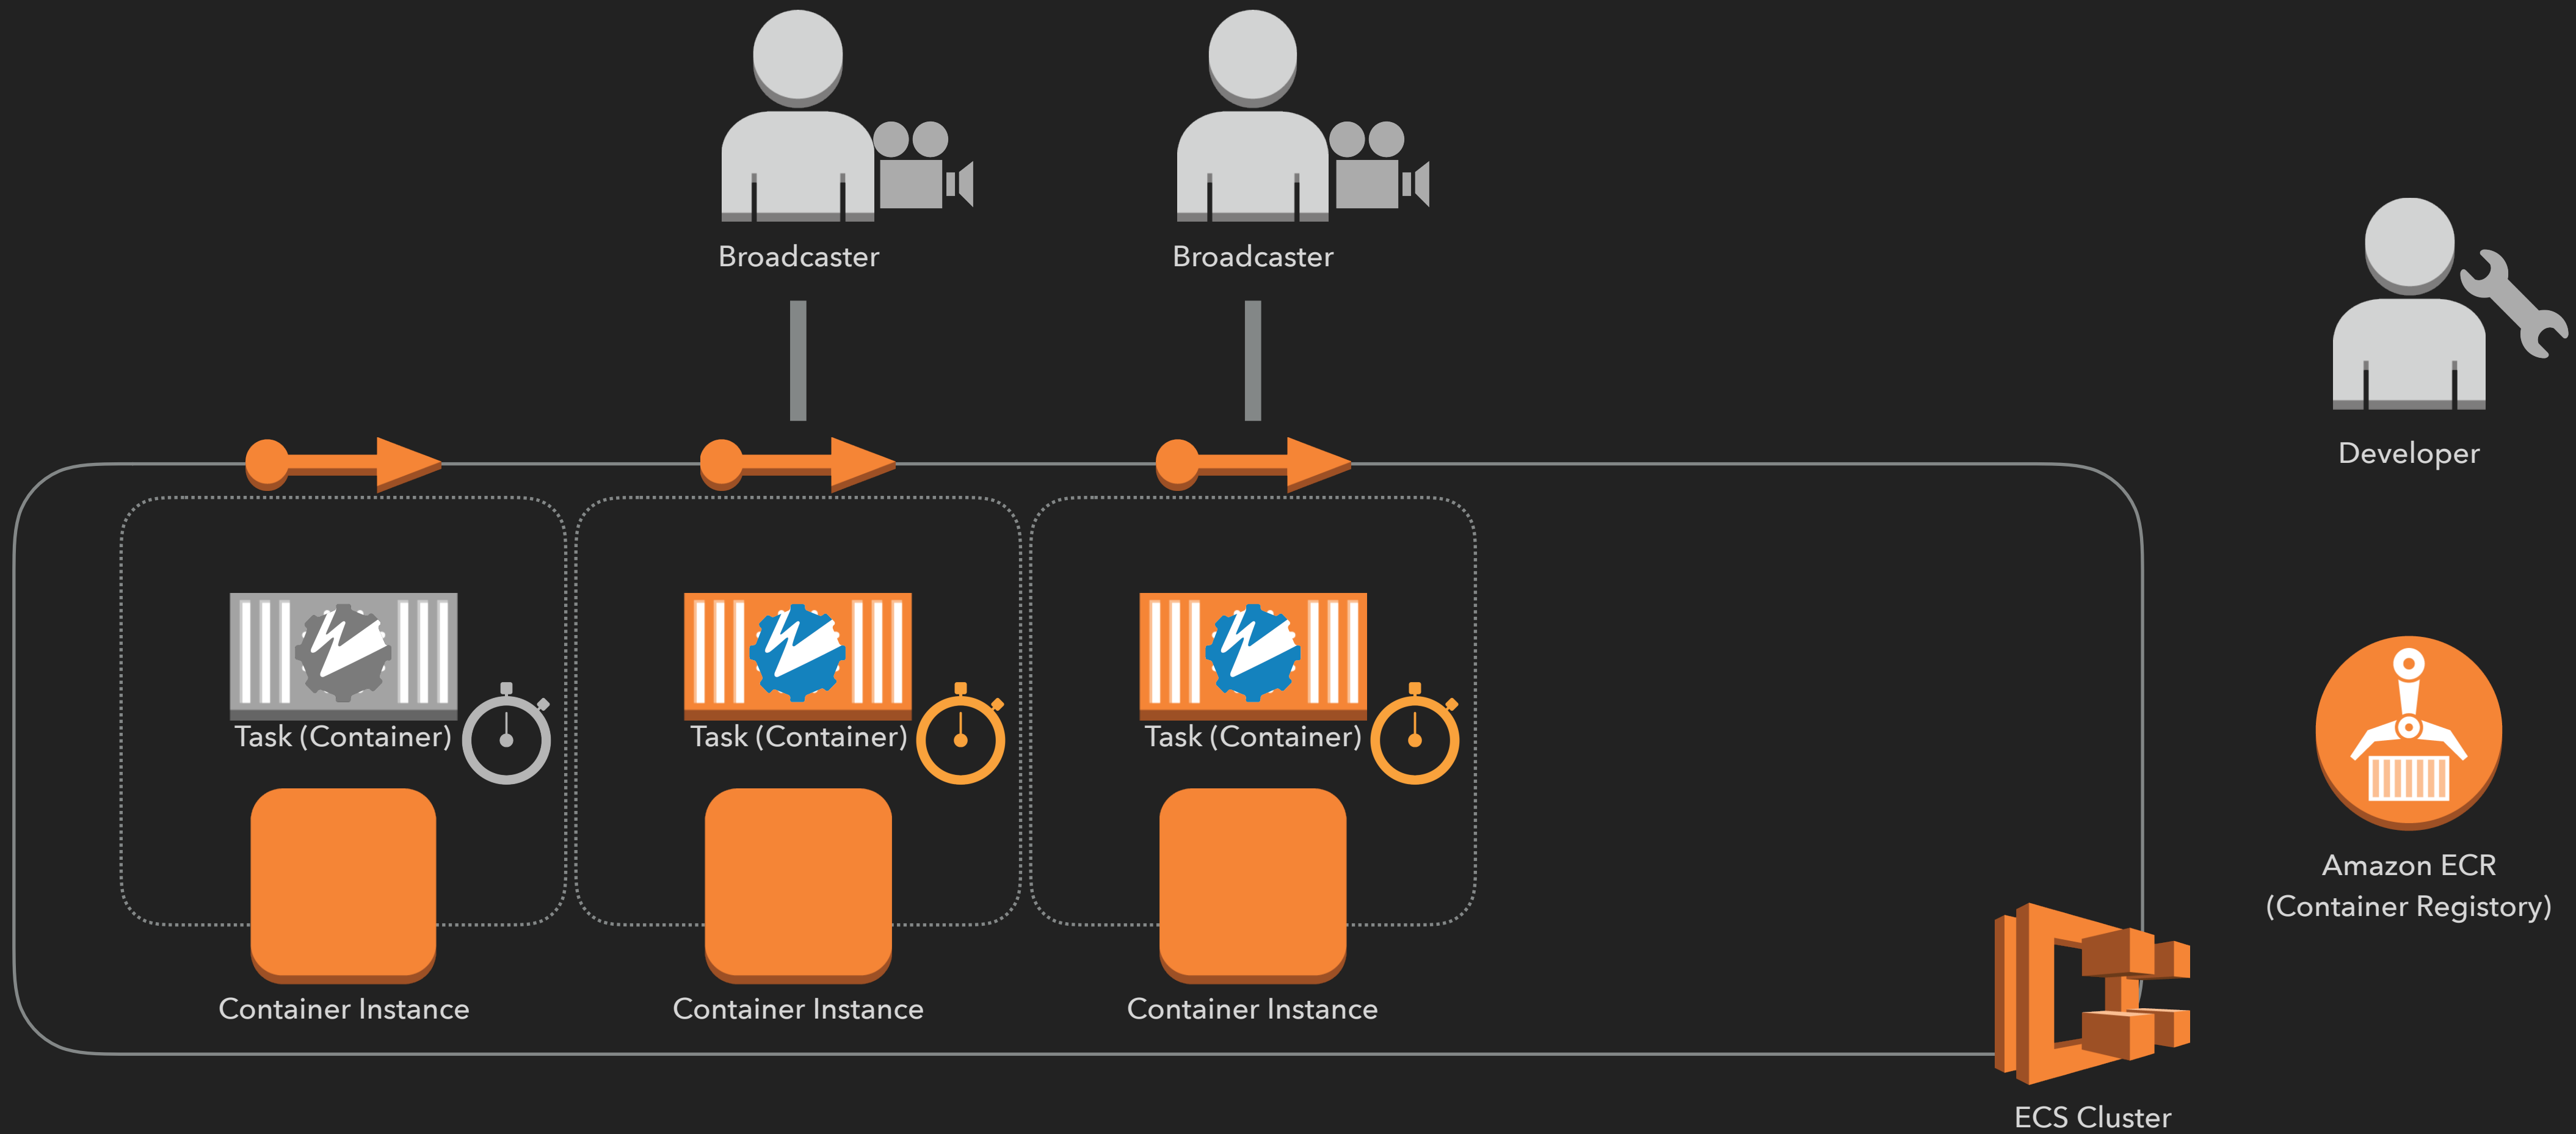 Broadcaster
Broadcaster
Developer
Task (Container)
Task (Container)
Task (Container)
Amazon ECR
(Container Registory)
Container Instance
Container Instance
Container Instance
ECS Cluster